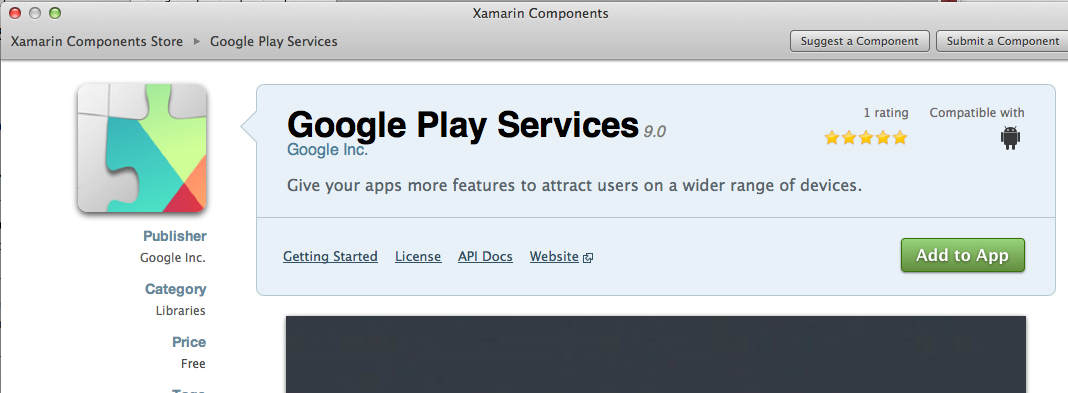 Xamarin Components
Xamarin Components Store ▸ Google Play Services
Suggest a Component
Submit a Component
Google Play Services 9.0
Google Inc.
1 rating
Compatible with
Give your apps more features to attract users on a wider range of devices.
Getting Started License API Docs Website
Add to App
Publisher
Google Inc.
Category
Libraries
Price
Free